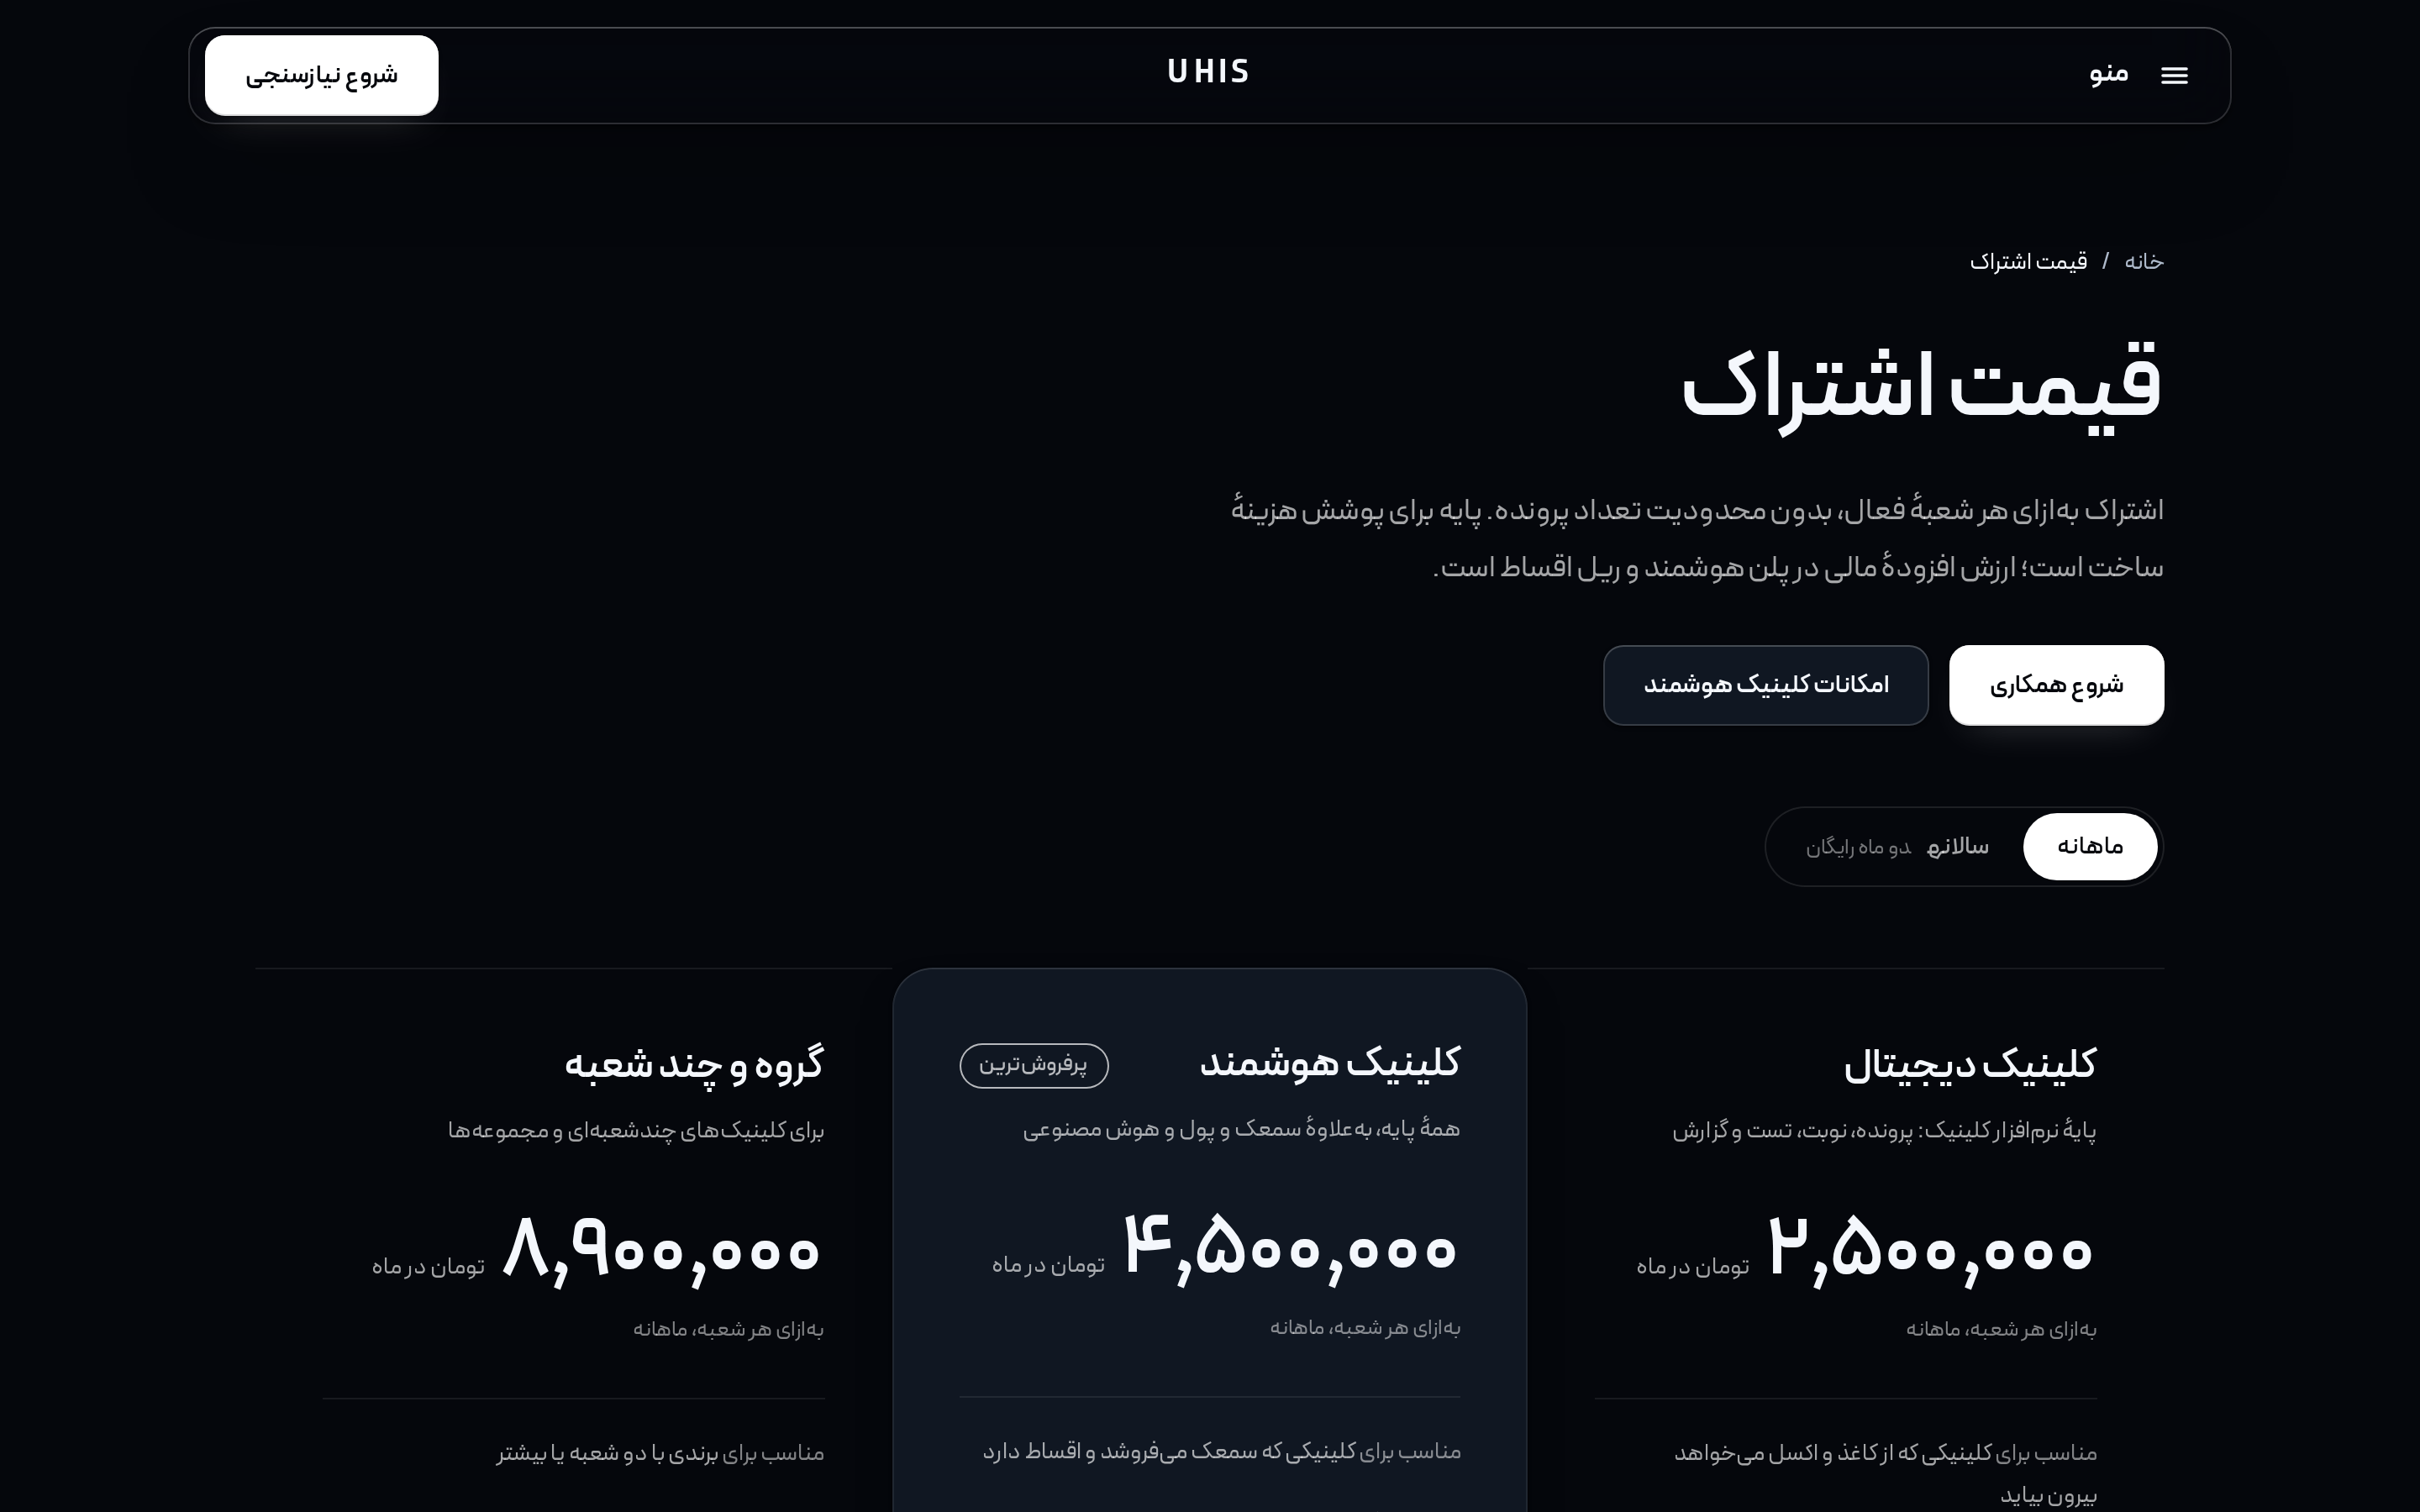 منو
UHIS
شروع نیازسنجی
خانه / قیمت اشتراک
قیمت اشتراک
اشتراک به‌ازای هر شعبهٔ فعال، بدون محدودیت تعداد پرونده. پایه برای پوشش هزینهٔ
ساخت است؛ ارزش افزودهٔ مالی در پلن هوشمند و ریل اقساط است.
شروع همکاری
امکانات کلینیک هوشمند
ماهانه
سالانه دو ماه رایگان
کلینیک دیجیتال
پایهٔ نرم‌افزار کلینیک: پرونده، نوبت، تست و گزارش
۲,۵۰۰,۰۰۰ تومان در ماه
به‌ازای هر شعبه، ماهانه
مناسب برای کلینیکی که از کاغذ و اکسل می‌خواهد
بیرون بیاید
کلینیک هوشمند
پرفروش‌ترین
همهٔ پایه، به‌علاوهٔ سمعک و پول و هوش مصنوعی
۴,۵۰۰,۰۰۰ تومان در ماه
به‌ازای هر شعبه، ماهانه
مناسب برای کلینیکی که سمعک می‌فروشد و اقساط دارد
گروه و چند شعبه
برای کلینیک‌های چندشعبه‌ای و مجموعه‌ها
۸,۹۰۰,۰۰۰ تومان در ماه
به‌ازای هر شعبه، ماهانه
مناسب برای برندی با دو شعبه یا بیشتر